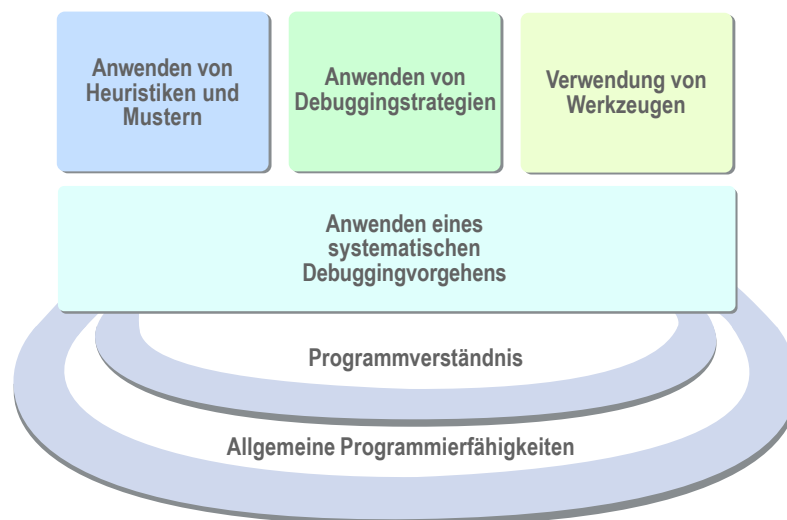 Anwenden von
Heuristiken und
Mustern
Anwenden von
Debuggingstrategien
Verwendung von
Werkzeugen
Anwenden eines
systematischen
Debuggingvorgehens
Programmverständnis
Allgemeine Programmierfähigkeiten